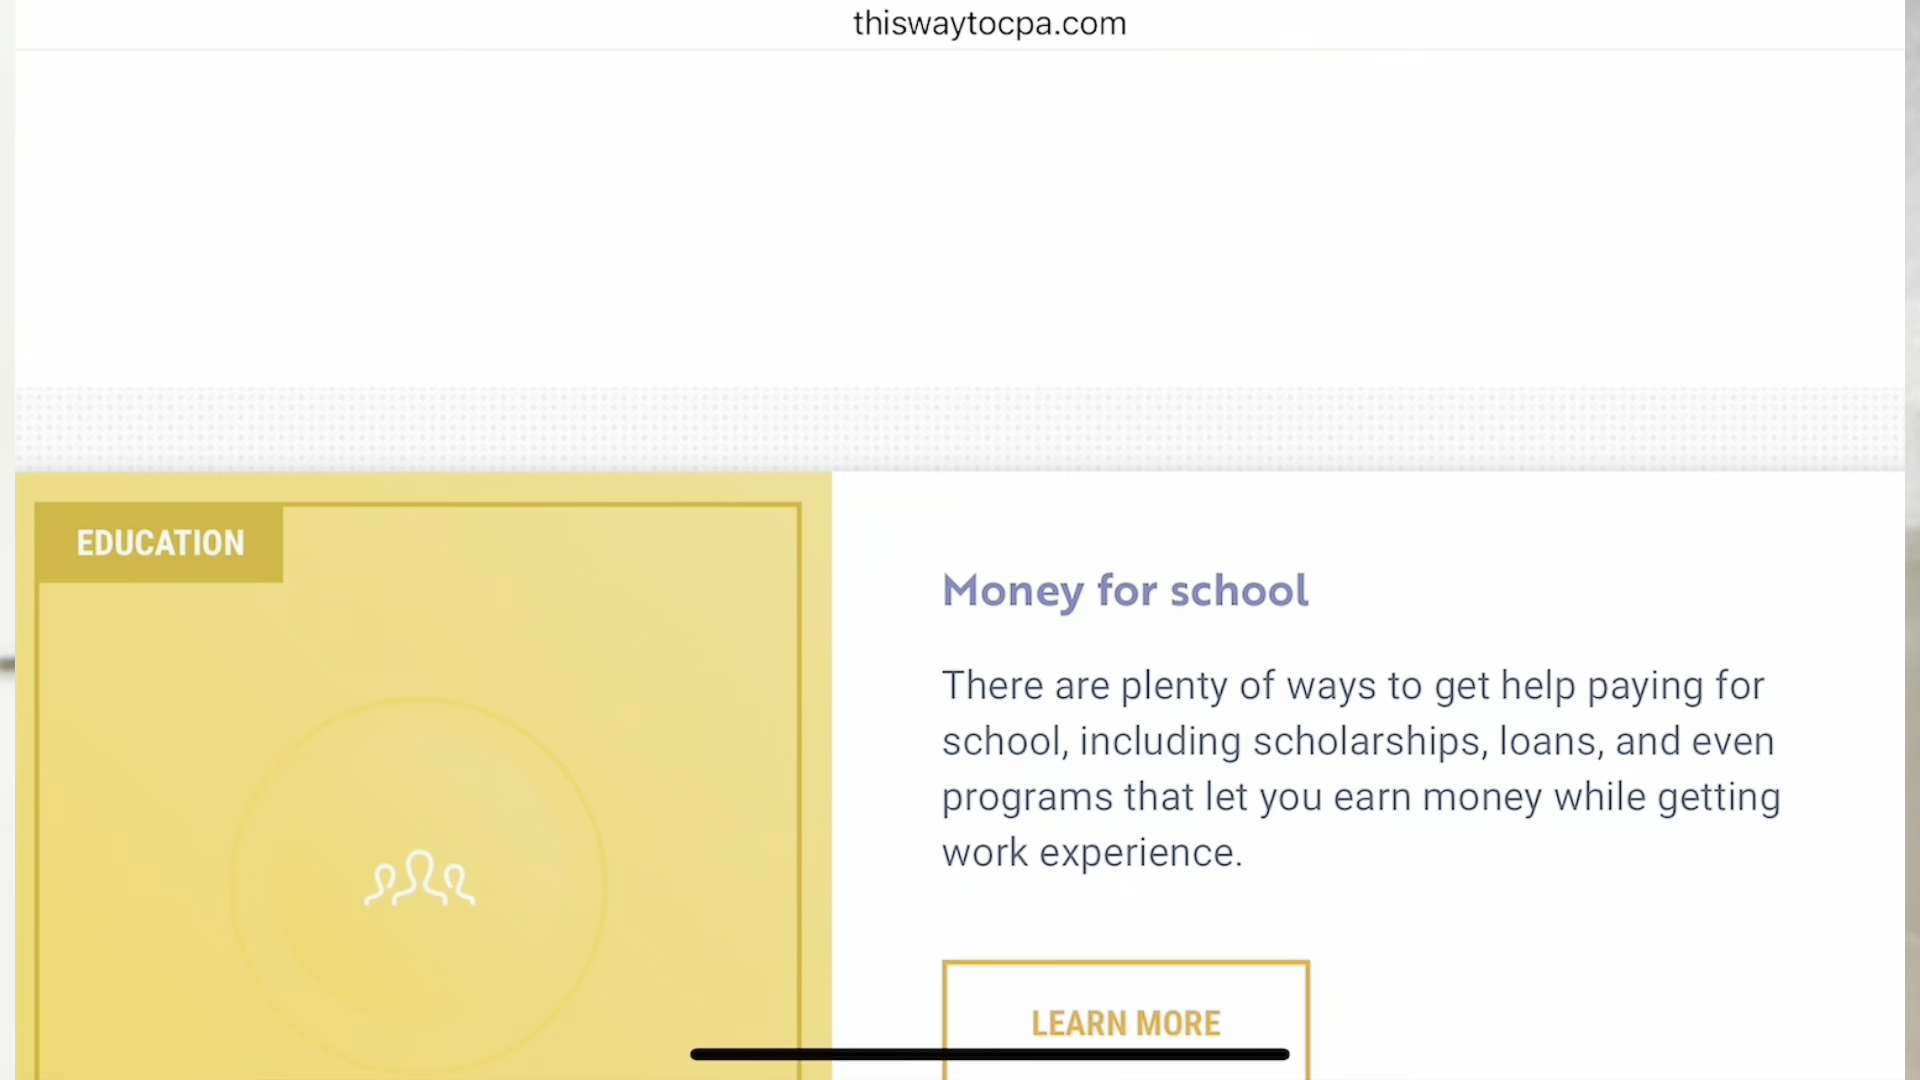 thiswaytocpa.com
EDUCATION
Money for school
There are plenty of ways to get help paying for
school, including scholarships, loans, and even
programs that let you earn money while getting
work experience.
LEARN MORE